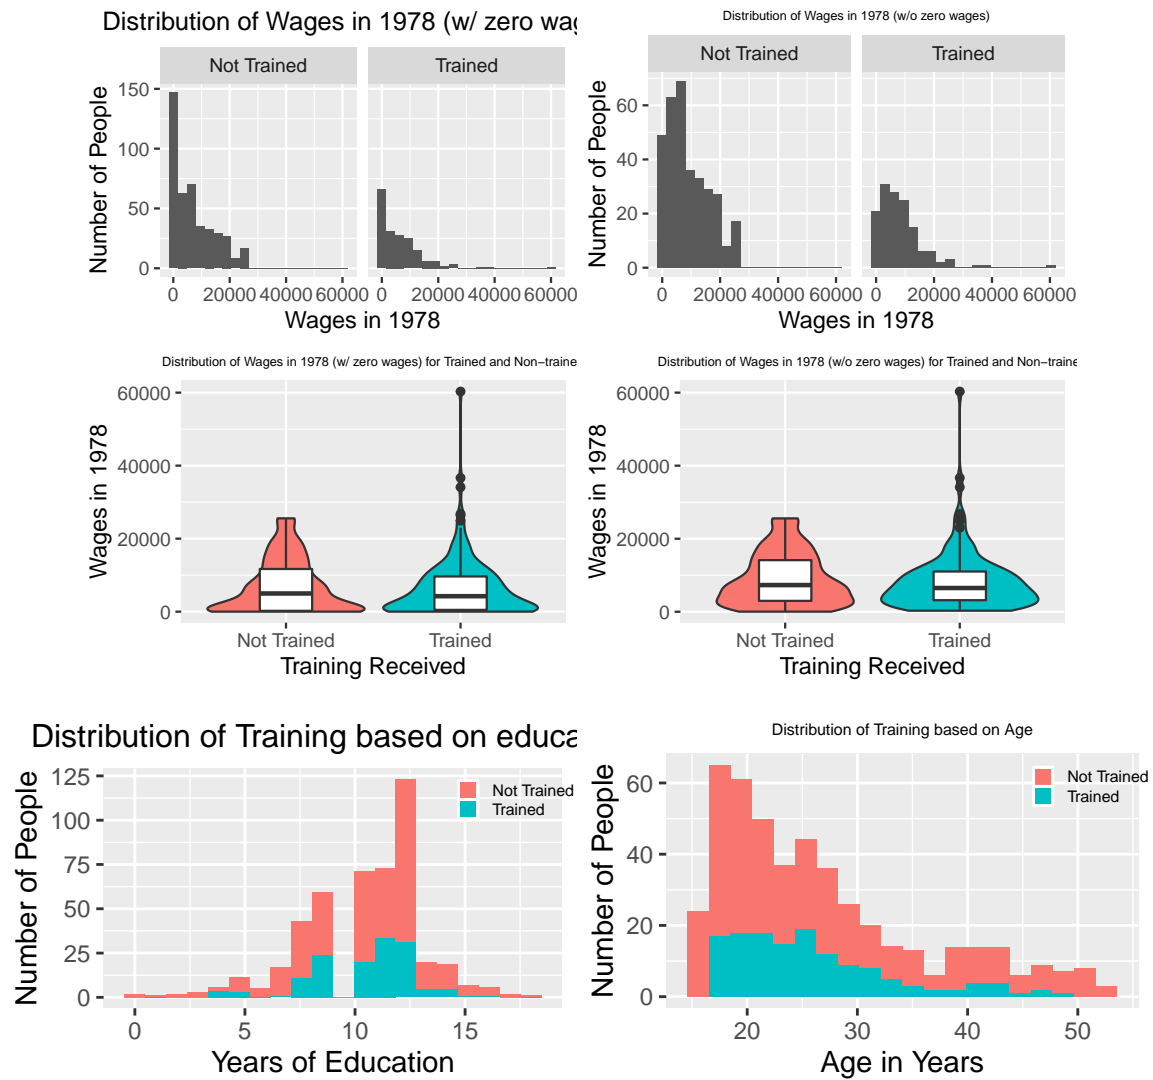 Distribution of Wages in 1978 (w/ zero wag
Not Trained
Trained
Number of People
150
100
50
0
0 20000 40000 60000
0 20000 40000 60000
Wages in 1978
Distribution of Wages in 1978 (w/o zero wages)
Not Trained
Trained
Number of People
60
40
20
0
0 20000 40000 60000
0 20000 40000 60000
Wages in 1978
Distribution of Wages in 1978 (w/ zero wages) for Trained and Non−traine
Wages in 1978
60000
40000
20000
0
Not Trained
Trained
Training Received
Distribution of Wages in 1978 (w/o zero wages) for Trained and Non−traine
Wages in 1978
60000
40000
20000
0
Not Trained
Trained
Training Received
Distribution of Training based on educa
Number of People
125
100
75
50
25
0
Not Trained
Trained
0 5 10 15
Years of Education
Distribution of Training based on Age
Number of People
60
40
20
0
Not Trained
Trained
20 30 40 50
Age in Years